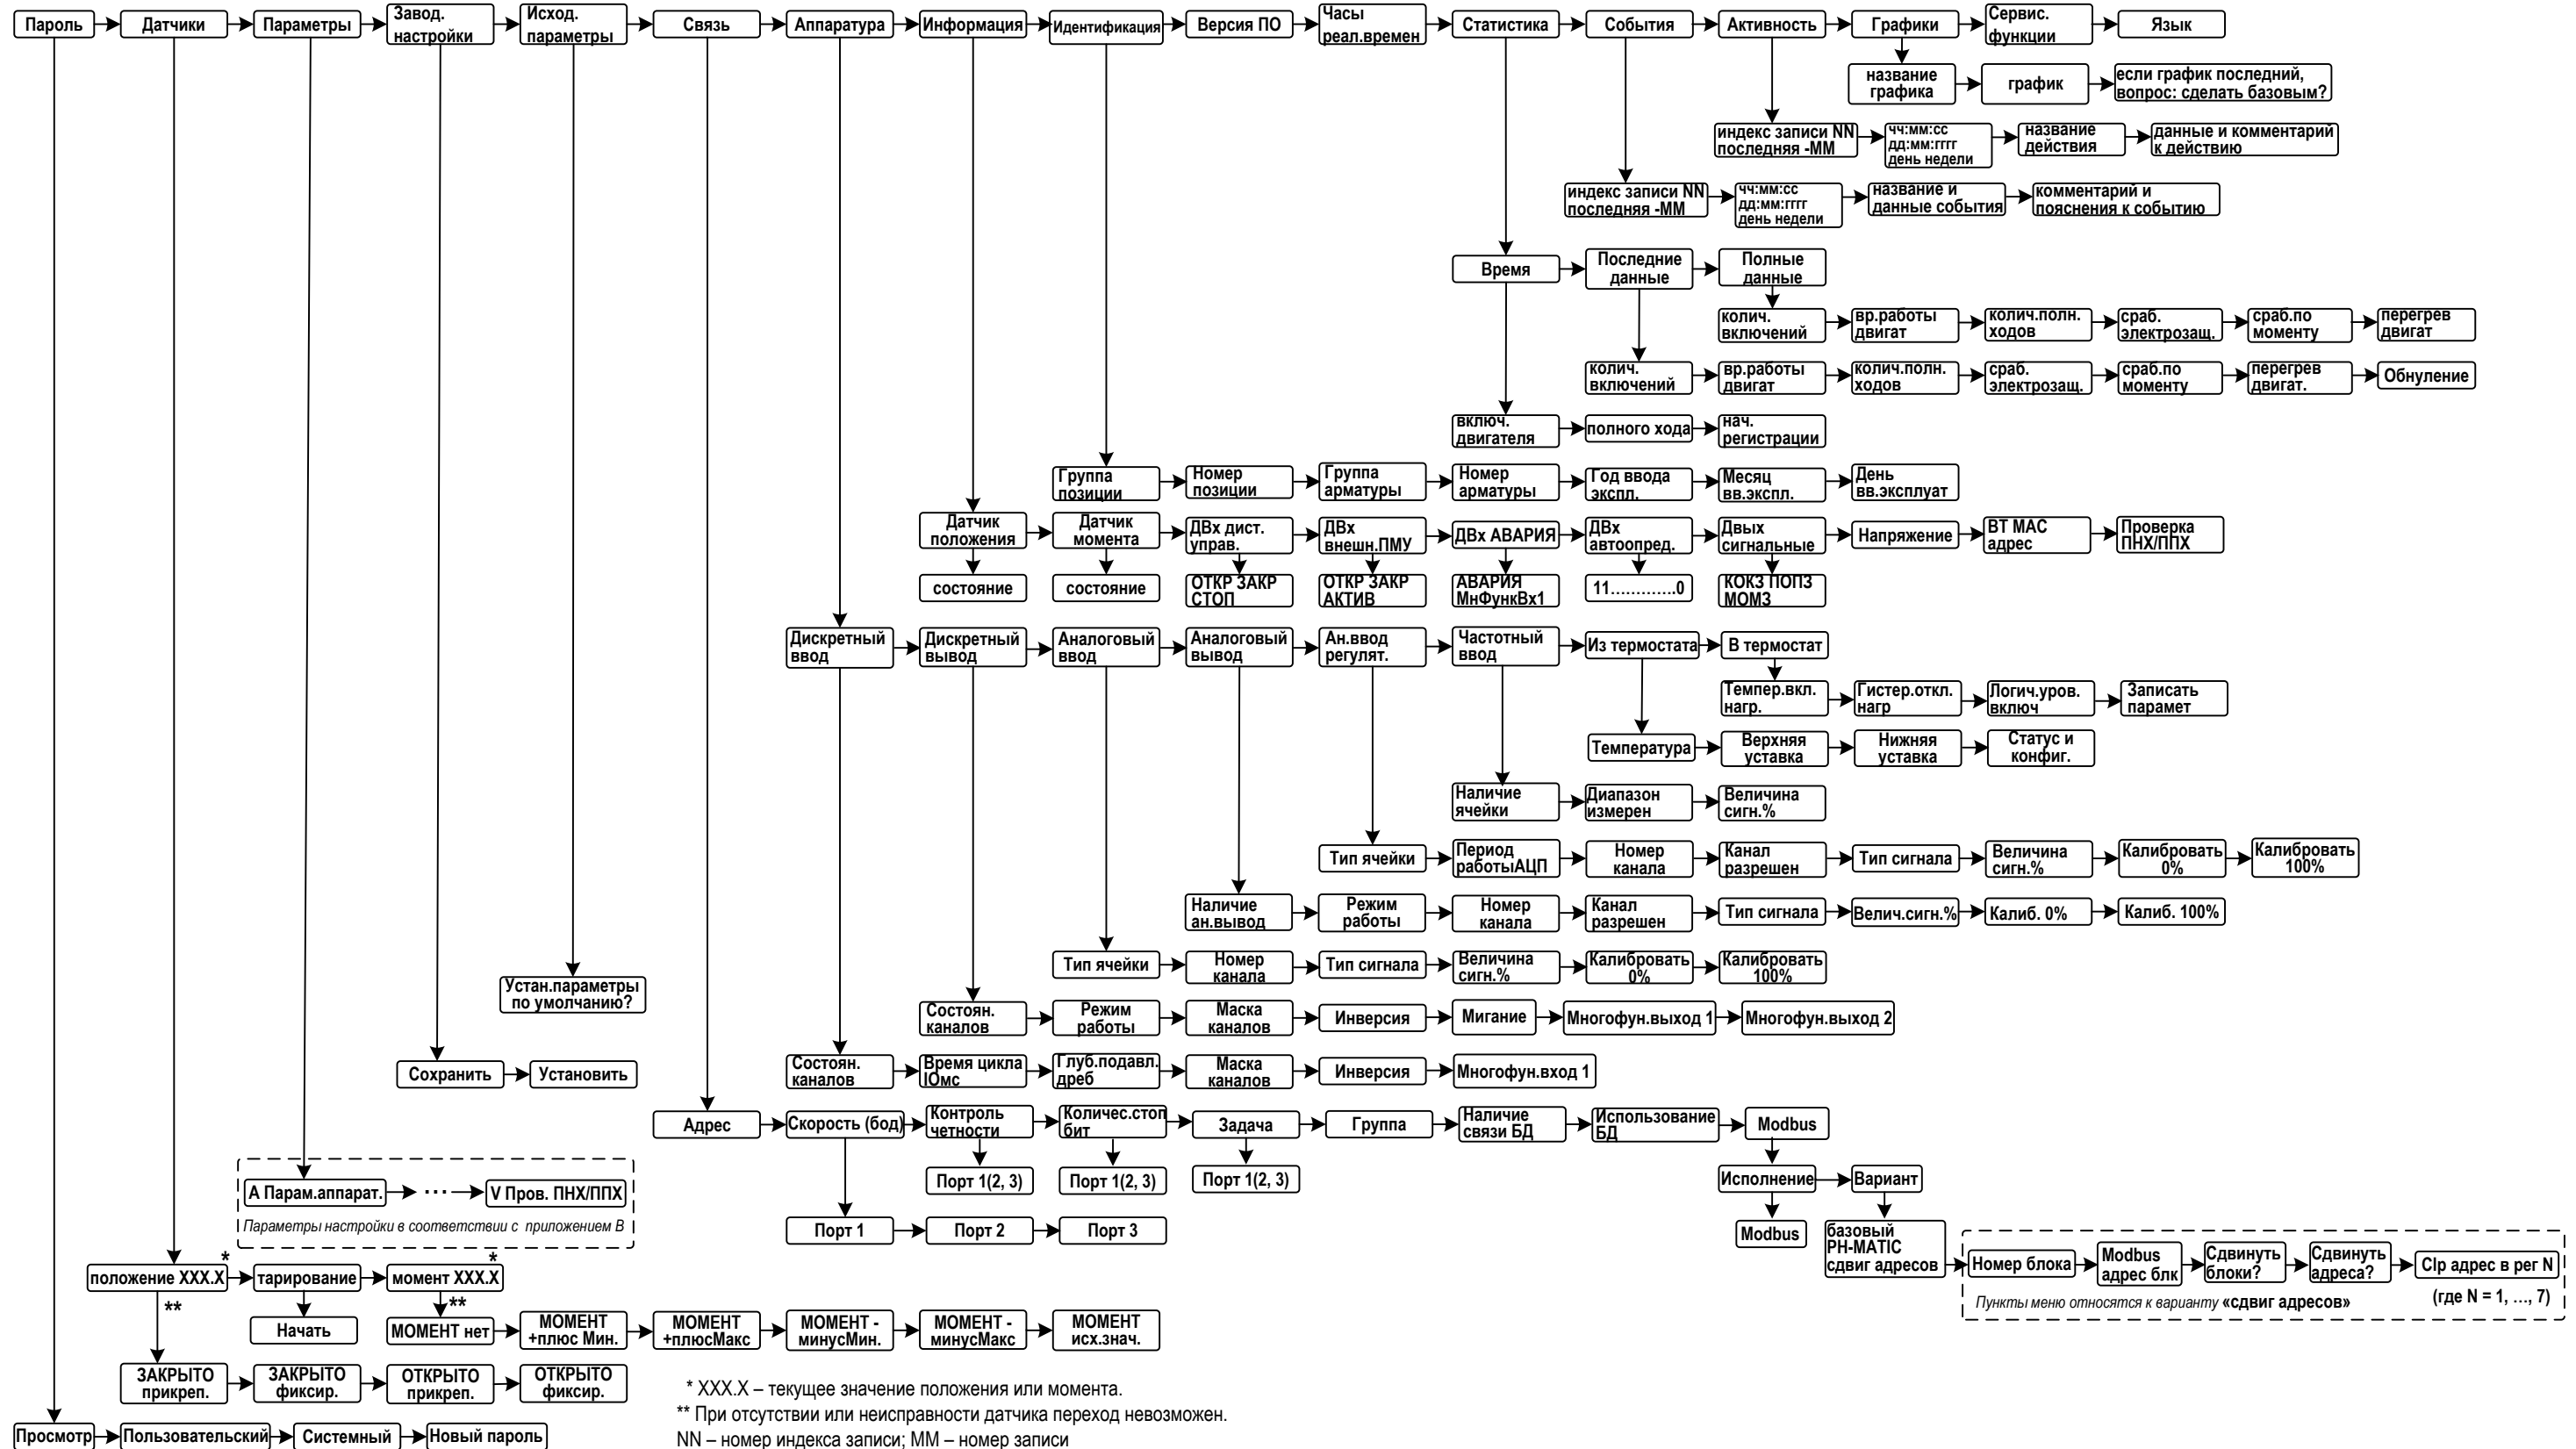 Пароль
Датчики
Параметры
Завод.
настройки
Исход.
параметры
Связь
Аппаратура
Информация
Идентификация
Версия ПО
Часы
реал.времен
Статистика
События
Активность
Графики
Сервис.
функции
Язык
название
графика
график
если график последний,
вопрос: сделать базовым?
индекс записи NN
последняя -ММ
чч:мм:сс
дд:мм:гггг
день недели
название
действия
данные и комментарий
к действию
индекс записи NN
последняя -ММ
чч:мм:сс
дд:мм:гггг
день недели
название и
данные события
комментарий и
пояснения к событию
Время
Последние
данные
Полные
данные
колич.
включений
вр.работы
двигат
колич.полн.
ходов
сраб.
электрозащ.
сраб.по
моменту
перегрев
двигат
колич.
включений
вр.работы
двигат
колич.полн.
ходов
сраб.
электрозащ.
сраб.по
моменту
перегрев
двигат.
Обнуление
включ.
двигателя
полного хода
нач.
регистрации
Группа
позиции
Номер
позиции
Группа
арматуры
Номер
арматуры
Год ввода
экспл.
Месяц
вв.экспл.
День
вв.эксплуат
Датчик
положения
Датчик
момента
ДВх дист.
управ.
ДВх
внешн.ПМУ
ДВх АВАРИЯ
ДВх
автоопред.
Двых
сигнальные
Напряжение
BT MAC
адрес
Проверка
ПНХ/ППХ
состояние
состояние
ОТКР ЗАКР
СТОП
ОТКР ЗАКР
АКТИВ
АВАРИЯ
МнФункВх1
11.............0
КОКЗ ПОПЗ
МОМЗ
Дискретный
ввод
Дискретный
вывод
Аналоговый
ввод
Аналоговый
вывод
Ан.ввод
регулят.
Частотный
ввод
Из термостата
В термостат
Темпер.вкл.
нагр.
Гистер.откл.
нагр
Логич.уров.
включ
Записать
парамет
Температура
Верхняя
уставка
Нижняя
уставка
Статус и
конфиг.
Наличие
ячейки
Диапазон
измерен
Величина
сигн.%
Тип ячейки
Период
работыАЦП
Номер
канала
Канал
разрешен
Тип сигнала
Величина
сигн.%
Калибровать
0%
Калибровать
100%
Наличие
ан.вывод
Режим
работы
Номер
канала
Канал
разрешен
Тип сигнала
Велич.сигн.%
Калиб. 0%
Калиб. 100%
Тип ячейки
Номер
канала
Тип сигнала
Величина
сигн.%
Калибровать
0%
Калибровать
100%
Устан.параметры
по умолчанию?
Состоян.
каналов
Режим
работы
Маска
каналов
Инверсия
Мигание
Многофун.выход 1
Многофун.выход 2
Сохранить
Установить
Состоян.
каналов
Время цикла
IOмс
Глуб.подавл.
дреб
Маска
каналов
Инверсия
Многофун.вход 1
Адрес
Скорость (бод)
Контроль
четности
Количес.стоп
бит
Задача
Группа
Наличие
связи БД
Использование
БД
Modbus
Порт 1(2, 3)
Порт 1(2, 3)
Порт 1(2, 3)
Исполнение
Вариант
А Парам.аппарат.
...
V Пров. ПНХ/ППХ
Параметры настройки в соответствии с приложением В
Порт 1
Порт 2
Порт 3
Modbus
базовый
PH-MATIC
сдвиг адресов
Номер блока
Modbus
адрес блк
Сдвинуть
блоки?
Сдвинуть
адреса?
Clр адрес в рег N
Пункты меню относятся к варианту «сдвиг адресов»
(где N = 1, ..., 7)
положение XXX.X
*
тарирование
момент XXX.X
*
**
**
Начать
МОМЕНТ нет
МОМЕНТ
+плюс Мин.
МОМЕНТ
+плюсМакс
МОМЕНТ -
минусМин.
МОМЕНТ -
минусМакс
МОМЕНТ
исх.знач.
ЗАКРЫТО
прикреп.
ЗАКРЫТО
фиксир.
ОТКРЫТО
прикреп.
ОТКРЫТО
фиксир.
* XXX.X – текущее значение положения или момента.
** При отсутствии или неисправности датчика переход невозможен.
NN – номер индекса записи; ММ – номер записи
Просмотр
Пользовательский
Системный
Новый пароль